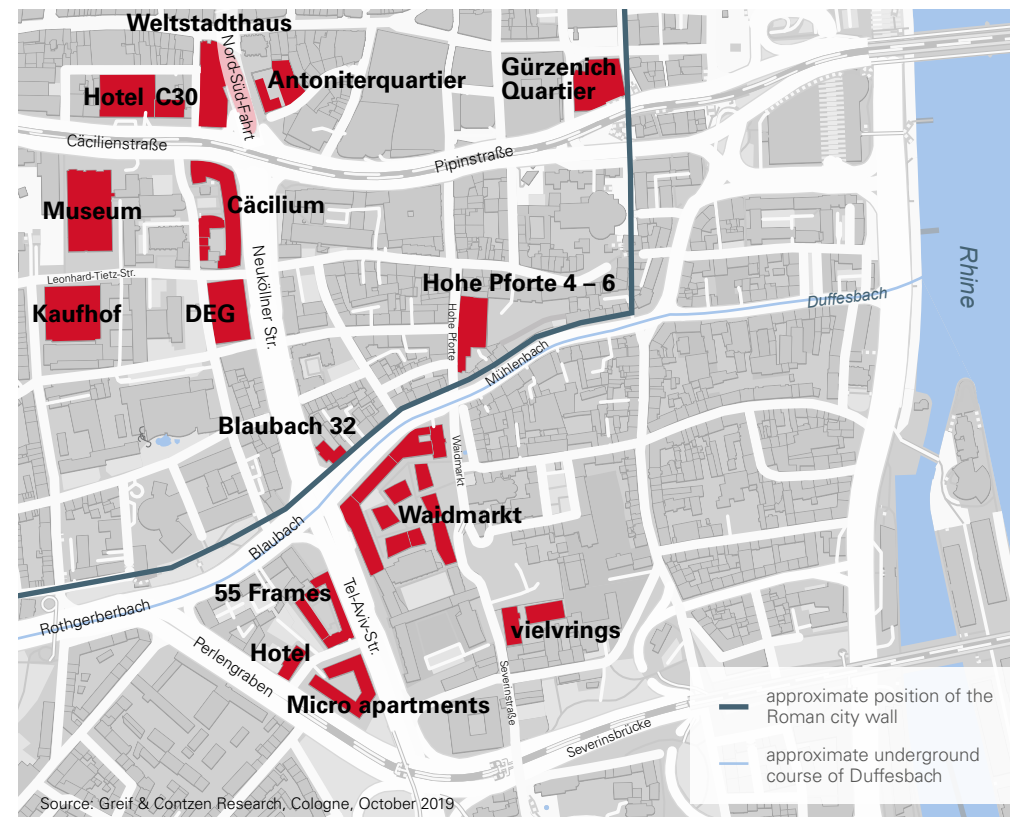 Weltstadthaus
Nord-Süd-Fahrt
Antoniterquartier
Gürzenich
Quartier
Hotel C30
Cäcilienstraße
Pipinstraße
Museum
Cäcilium
Leonhard-Tietz-Str.
Neuköllner Str.
Hohe Pforte 4 – 6
Rhine
Duffesbach
Kaufhof
DEG
Hohe Pforte
Mühlenbach
Blaubach 32
Waidmarkt
Waidmarkt
Blaubach
55 Frames
Tel-Aviv-Str.
Rothgerberbach
vielvrings
Perlengraben
Hotel
Severinstraße
Micro apartments
Severinsbrücke
approximate position of the
Roman city wall
approximate underground
course of Duffesbach
Source: Greif & Contzen Research, Cologne, October 2019